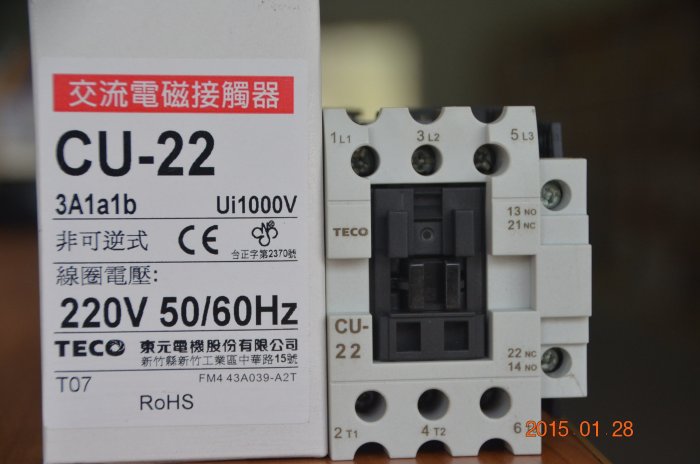 交流電磁接觸器
CU-22
3A1a1b Ui1000V
非可逆式 CE
台正字第2370號
線圈電壓:
220V 50/60Hz
TECO 東元電機股份有限公司
新竹縣新竹工業區中華路15號
T07 FM4 43A039-A2T
RoHS
1 L1 3 L2 5 L3
TECO
13 NO
21 NC
CU-
22
22 NC
14 NO
2 T1 4 T2 6
2015 01 28